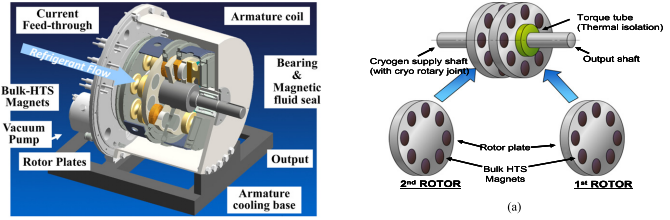 Current
Feed-through
Armature coil
Refrigerant Flow
Bearing
&
Magnetic
fluid seal
Bulk-HTS
Magnets
Vacuum
Pump
Rotor Plates
Output
Armature
cooling base
Torque tube
(Thermal isolation)
Cryogen supply shaft
(with cryo rotary joint)
Output shaft
Rotor plate
Bulk HTS
Magnets
2nd ROTOR
1st ROTOR
(a)